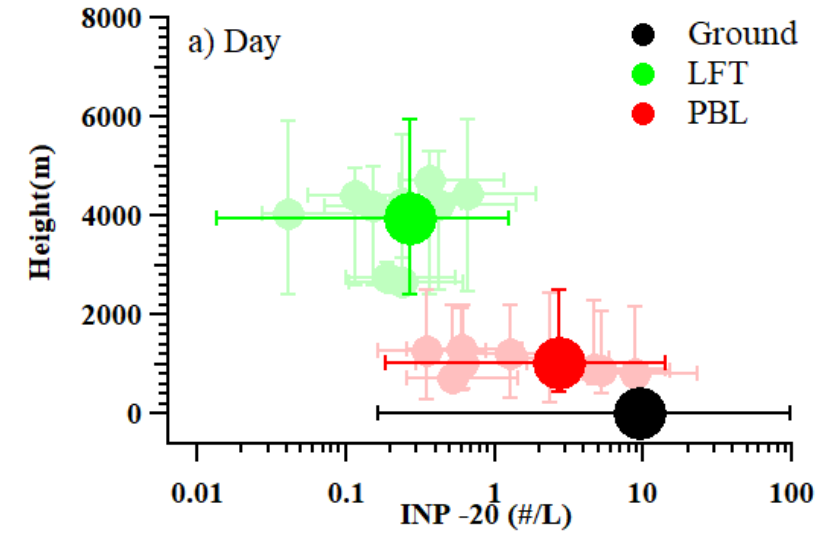 a) Day
Ground
LFT
PBL
Height(m)
8000
6000
4000
2000
0
0.01 0.1 1 10 100
INP -20 (#/L)